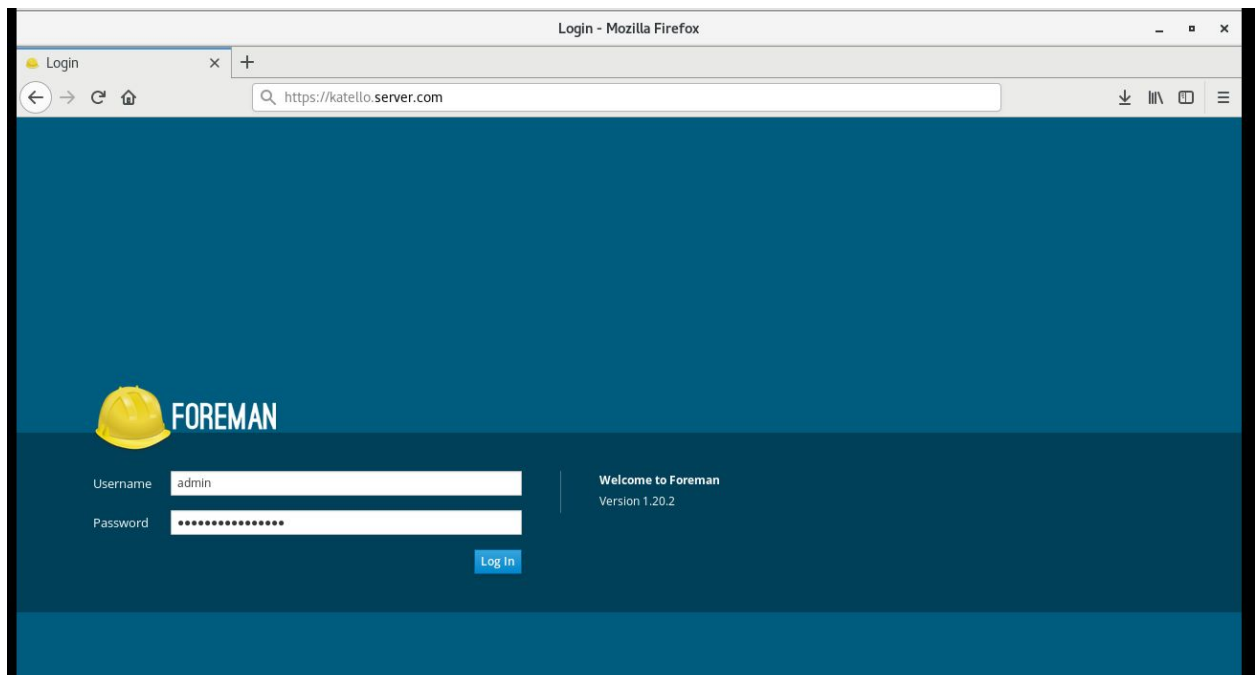 Login - Mozilla Firefox
Login
https://katello.server.com
FOREMAN
Username admin
Password ••••••••••••••••
Log In
Welcome to Foreman
Version 1.20.2